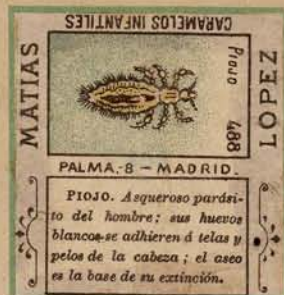 CARAMELOS INFANTILES
MATIAS
LOPEZ
Piojo
488
PALMA.-8 - MADRID.
PIOJO. Asqueroso parási-
to del hombre; sus huevos
blancos se adhieren á telas y
pelos de la cabeza; el aseo
es la base de su extinción.